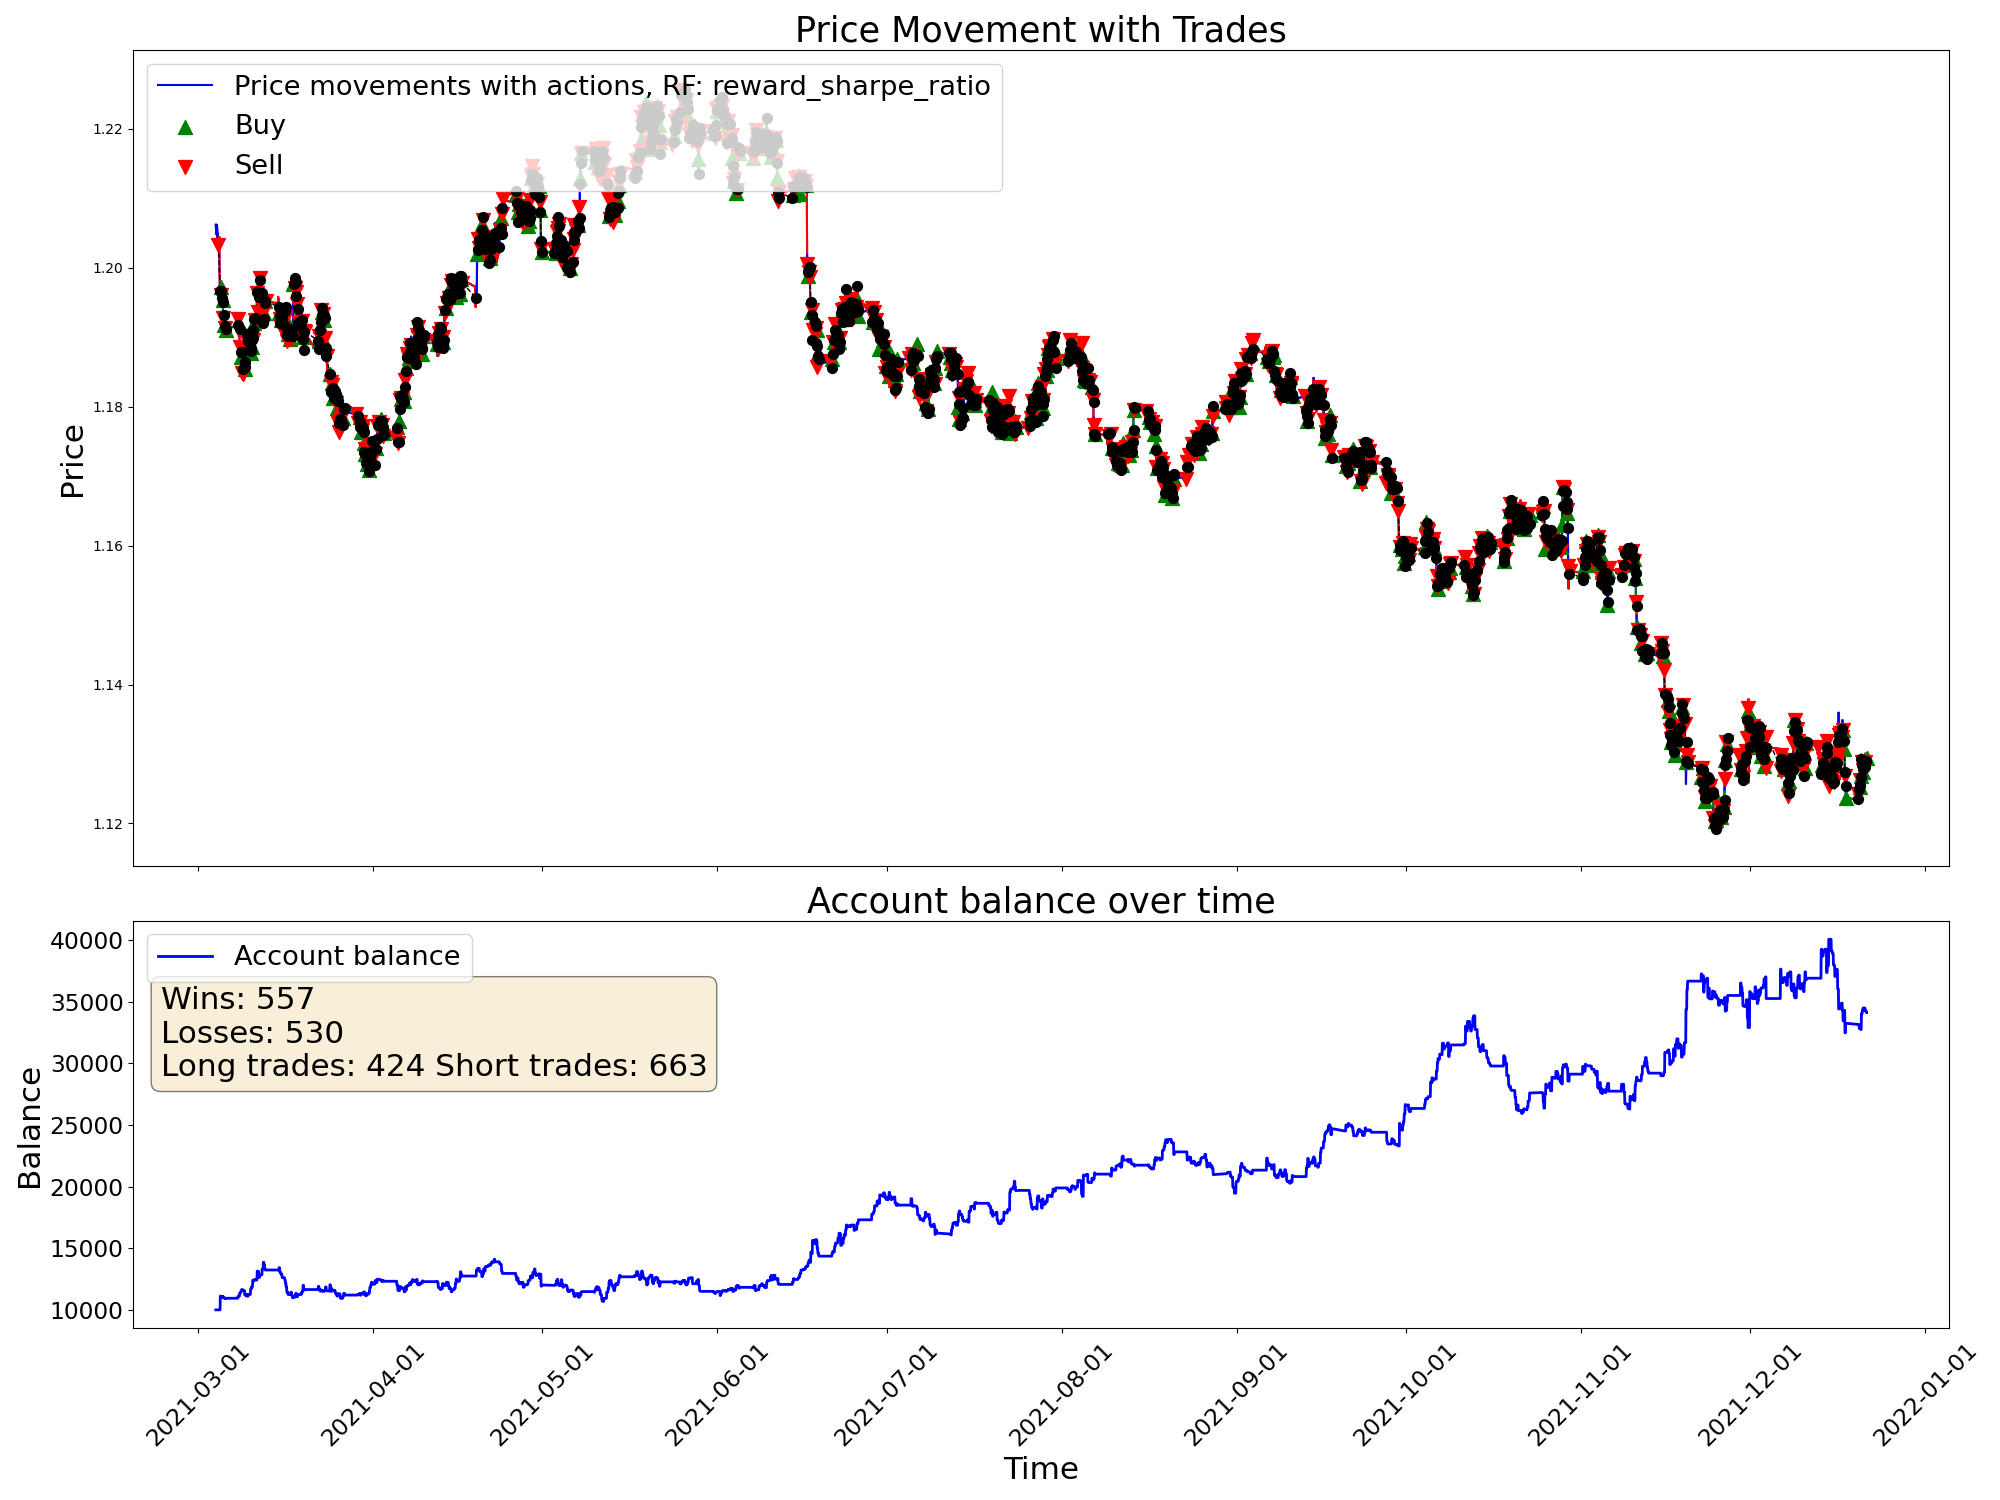 Price Movement with Trades
Price movements with actions, RF: reward_sharpe_ratio
Buy
Sell
Price
1.22
1.20
1.18
1.16
1.14
1.12
Account balance over time
Account balance
Wins: 557
Losses: 530
Long trades: 424 Short trades: 663
Balance
40000
35000
30000
25000
20000
15000
10000
2021-03-01
2021-04-01
2021-05-01
2021-06-01
2021-07-01
2021-08-01
2021-09-01
2021-10-01
2021-11-01
2021-12-01
2022-01-01
Time